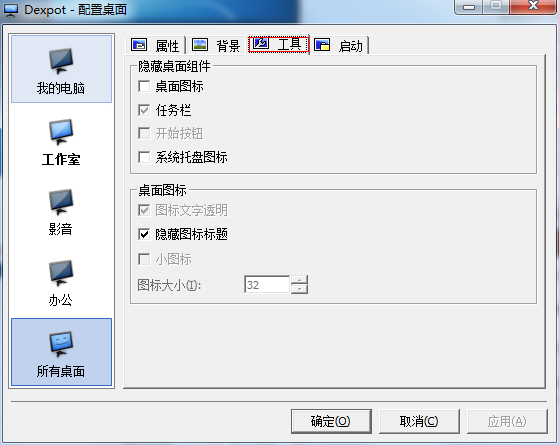 Dexpot - 配置桌面
我的电脑
工作室
影音
办公
所有桌面
属性 背景 工具 启动
隐藏桌面组件
桌面图标
任务栏
开始按钮
系统托盘图标
桌面图标
图标文字透明
隐藏图标标题
小图标
图标大小(I): 32
确定(O) 取消(C) 应用(A)